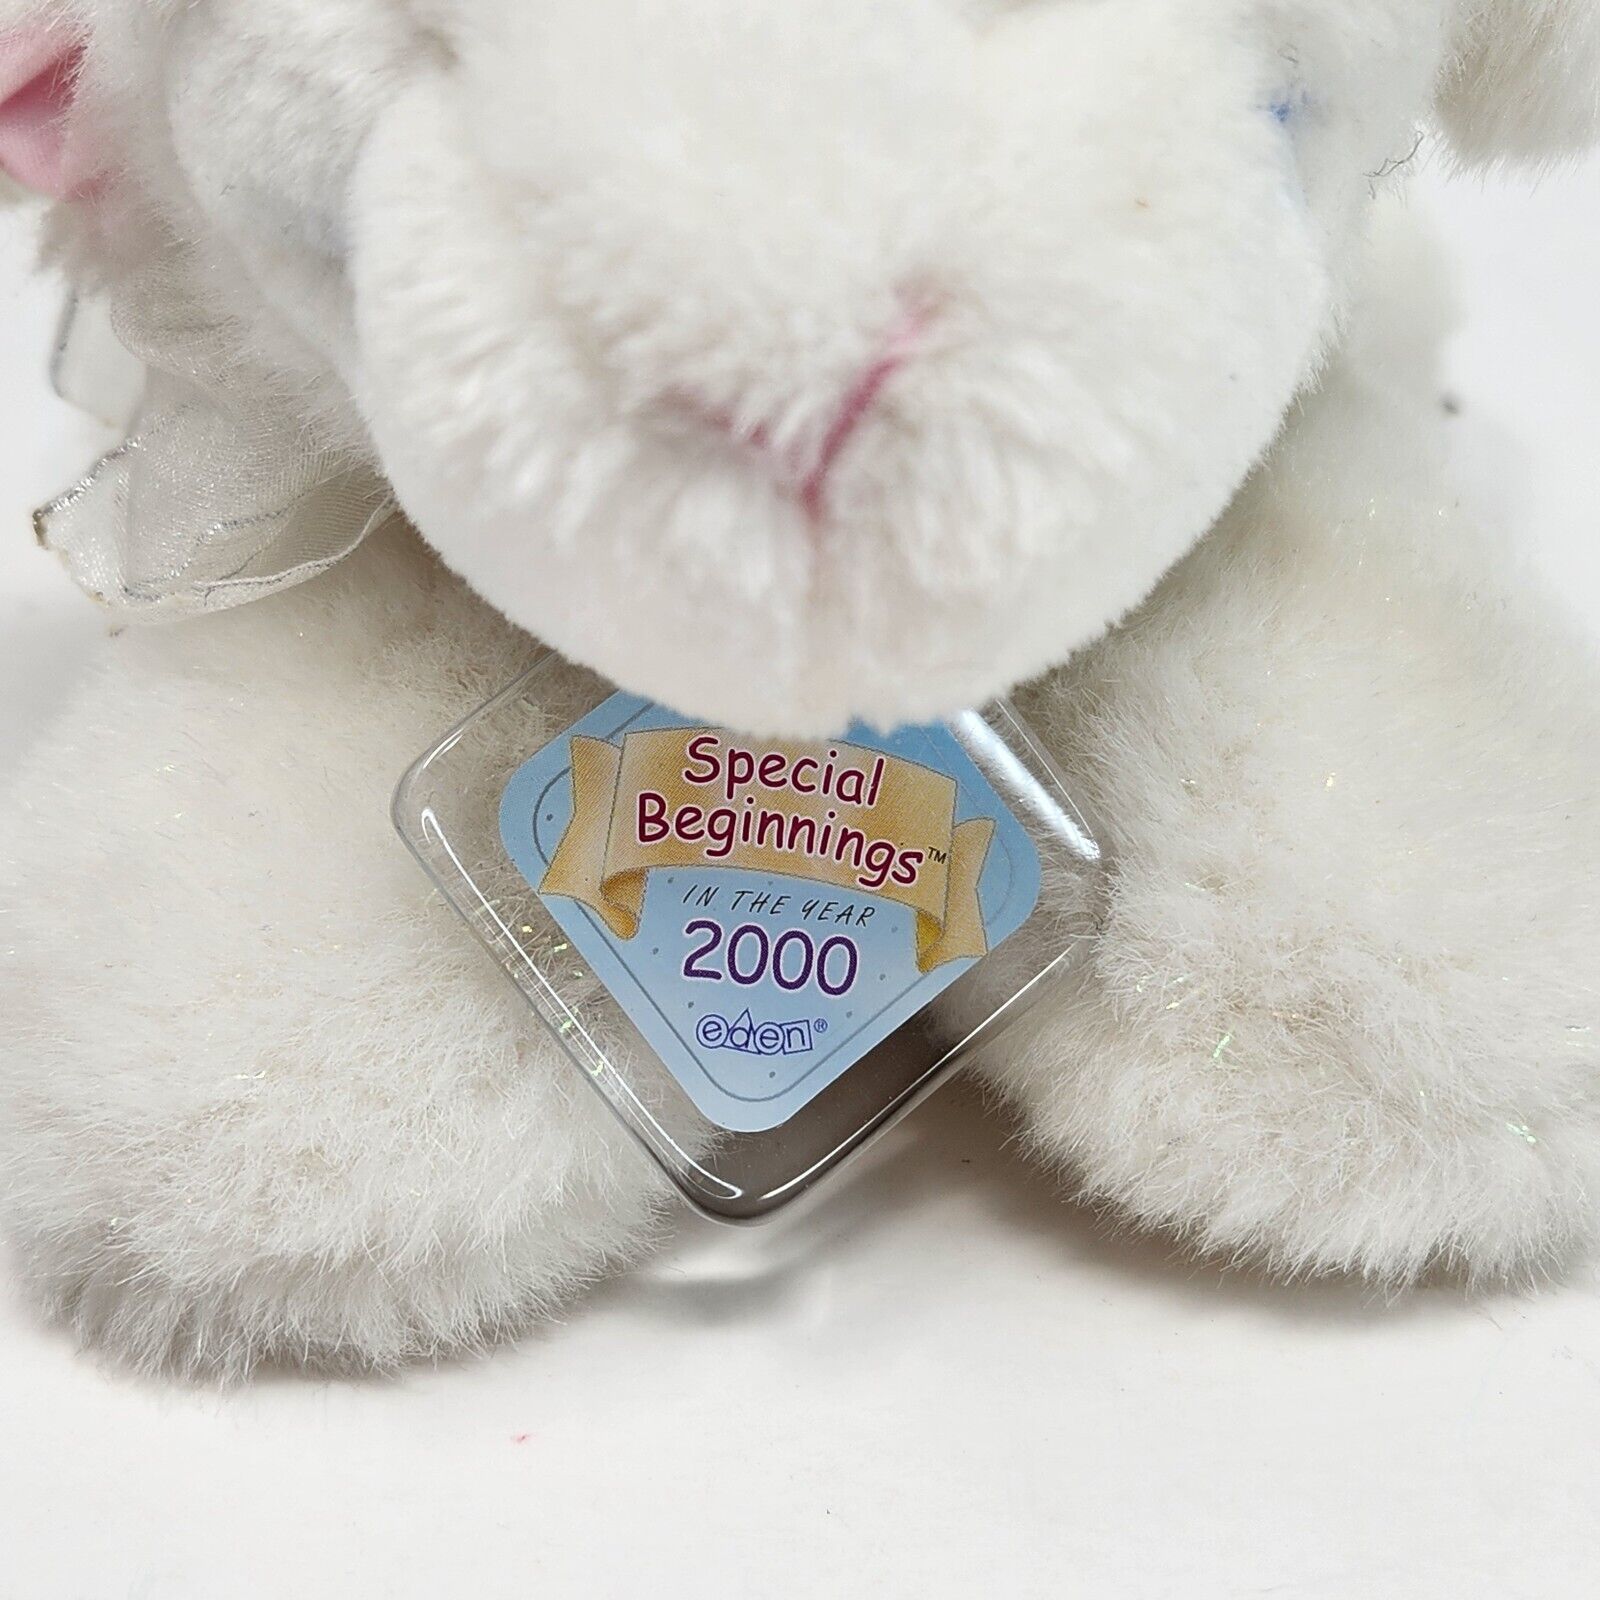 Special
Beginnings™
IN THE YEAR
2000
eden®